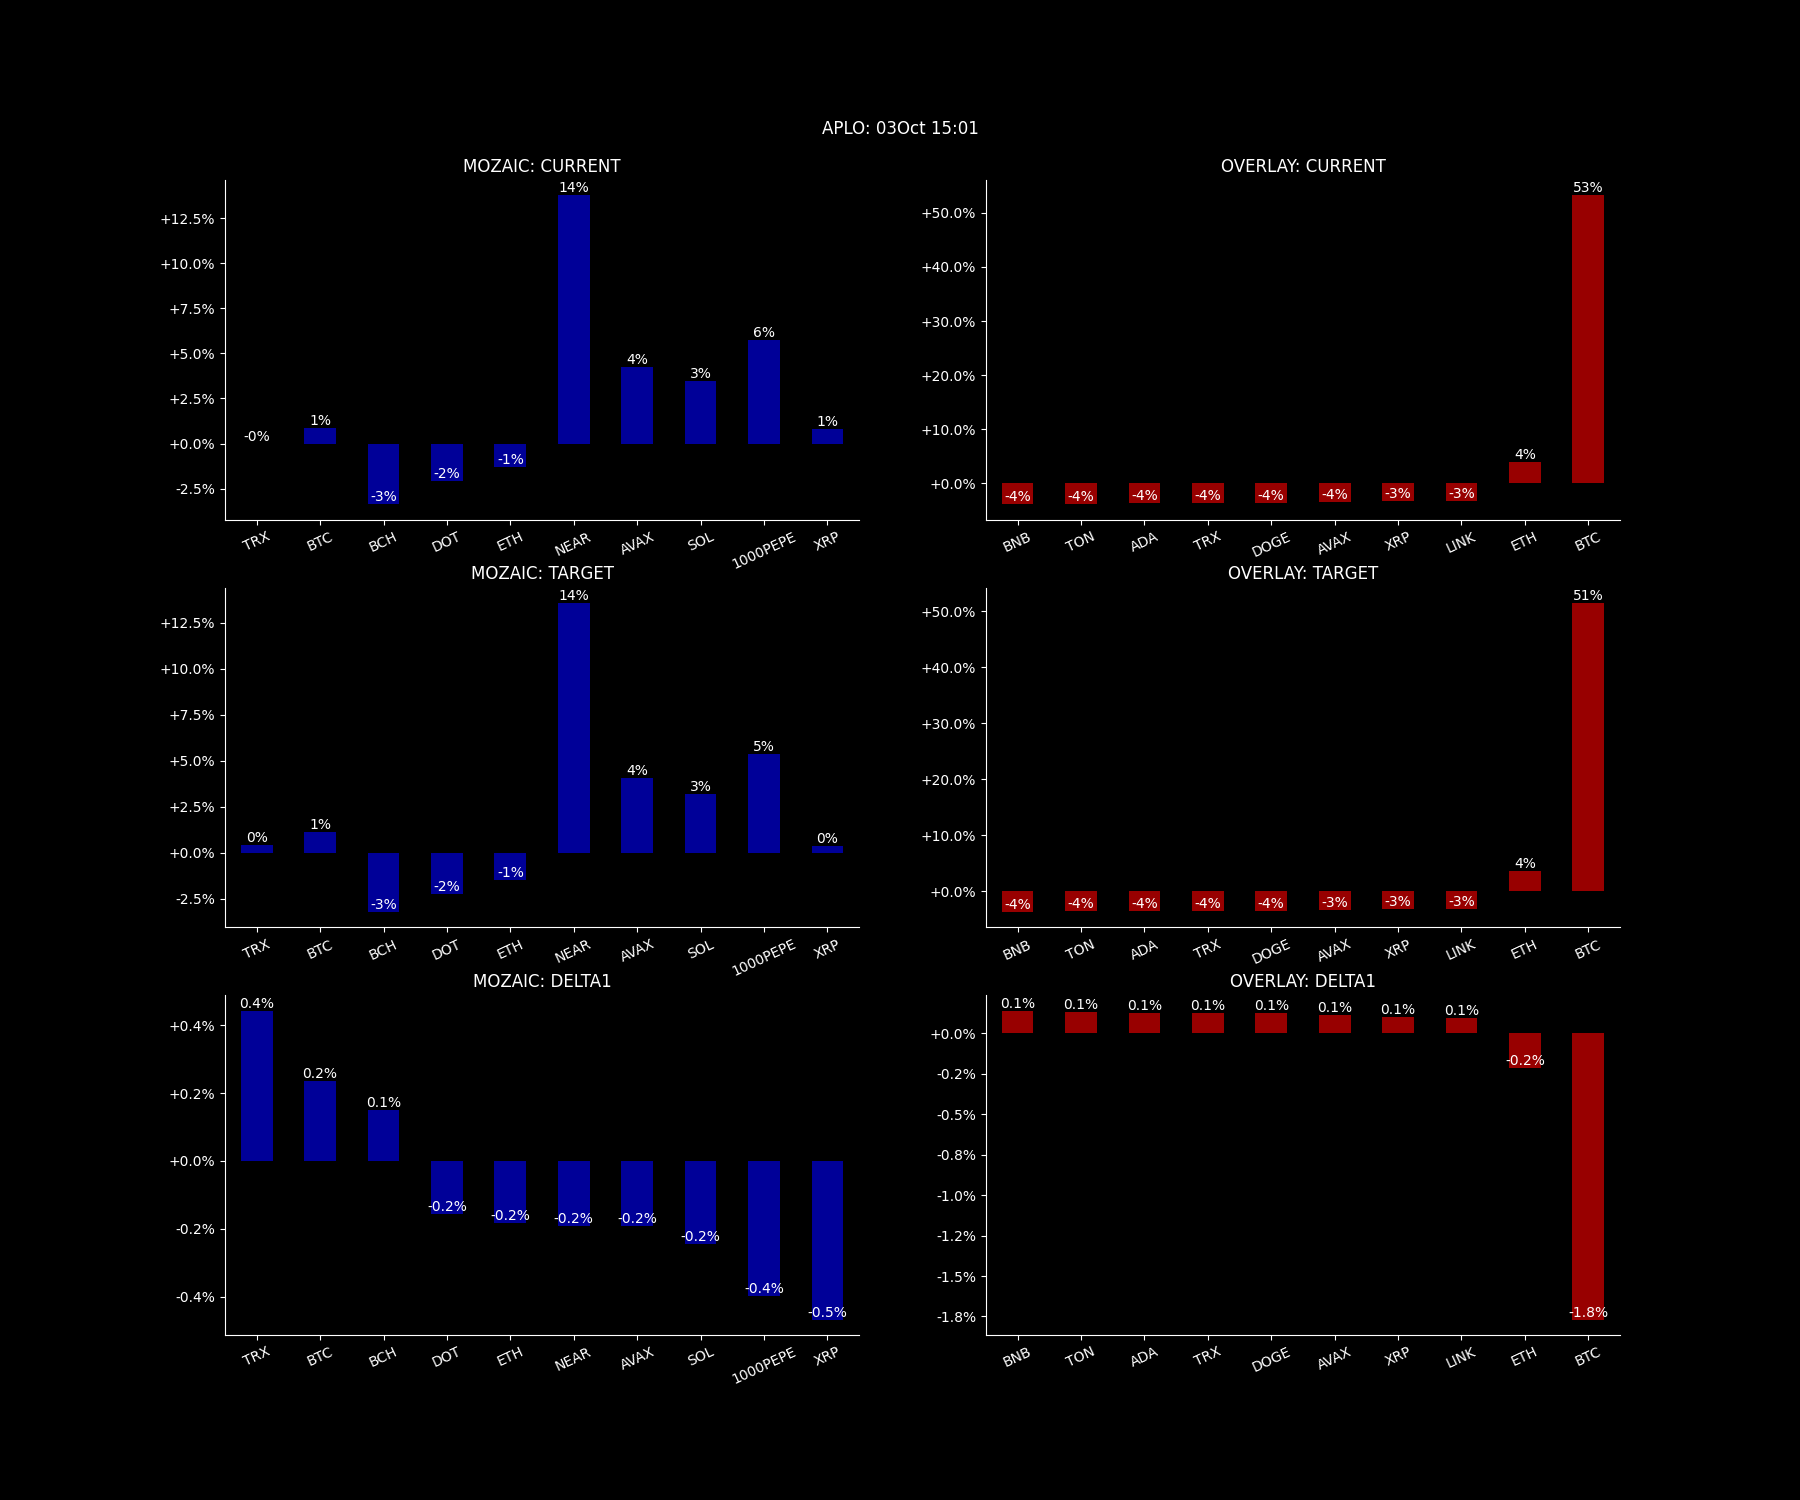 APLO: 03Oct 15:01
MOZAIC: CURRENT
14%
+12.5%
+10.0%
+7.5%
+5.0%
+2.5%
+0.0%
-2.5%
-0% 1% -3% -2% -1% 4% 3% 6% 1%
TRX BTC BCH DOT ETH NEAR AVAX SOL 1000PEPE XRP
OVERLAY: CURRENT
53%
+50.0%
+40.0%
+30.0%
+20.0%
+10.0%
+0.0%
-4% -4% -4% -4% -4% -4% -3% -3% 4%
BNB TON ADA TRX DOGE AVAX XRP LINK ETH BTC
MOZAIC: TARGET
14%
+12.5%
+10.0%
+7.5%
+5.0%
+2.5%
+0.0%
-2.5%
0% 1% -3% -2% -1% 4% 3% 5% 0%
TRX BTC BCH DOT ETH NEAR AVAX SOL 1000PEPE XRP
OVERLAY: TARGET
51%
+50.0%
+40.0%
+30.0%
+20.0%
+10.0%
+0.0%
-4% -4% -4% -4% -4% -3% -3% -3% 4%
BNB TON ADA TRX DOGE AVAX XRP LINK ETH BTC
MOZAIC: DELTA1
+0.4%
+0.2%
+0.0%
-0.2%
-0.4%
0.4% 0.2% 0.1% -0.2% -0.2% -0.2% -0.2% -0.2% -0.4% -0.5%
TRX BTC BCH DOT ETH NEAR AVAX SOL 1000PEPE XRP
OVERLAY: DELTA1
0.1% 0.1% 0.1% 0.1% 0.1% 0.1% 0.1% 0.1% -0.2% -1.8%
+0.0%
-0.2%
-0.5%
-0.8%
-1.0%
-1.2%
-1.5%
-1.8%
BNB TON ADA TRX DOGE AVAX XRP LINK ETH BTC